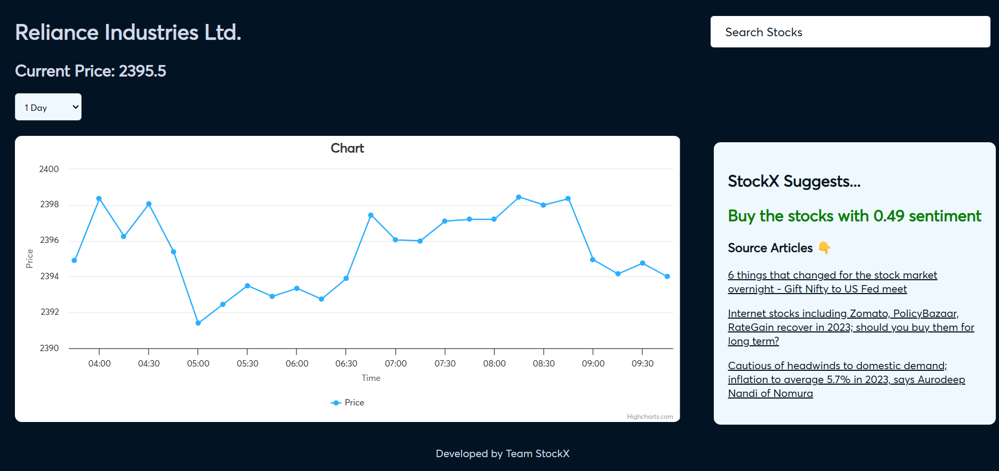 Reliance Industries Ltd.
Search Stocks
Current Price: 2395.5
1 Day
Chart
2400
2398
2396
2394
2392
2390
Price
04:00 04:30 05:00 05:30 06:00 06:30 07:00 07:30 08:00 08:30 09:00 09:30
Time
Price
Highcharts.com
StockX Suggests...
Buy the stocks with 0.49 sentiment
Source Articles 👇
6 things that changed for the stock market
overnight - Gift Nifty to US Fed meet
Internet stocks including Zomato, PolicyBazaar,
RateGain recover in 2023; should you buy them for
long term?
Cautious of headwinds to domestic demand;
inflation to average 5.7% in 2023, says Aurodeep
Nandi of Nomura
Developed by Team StockX